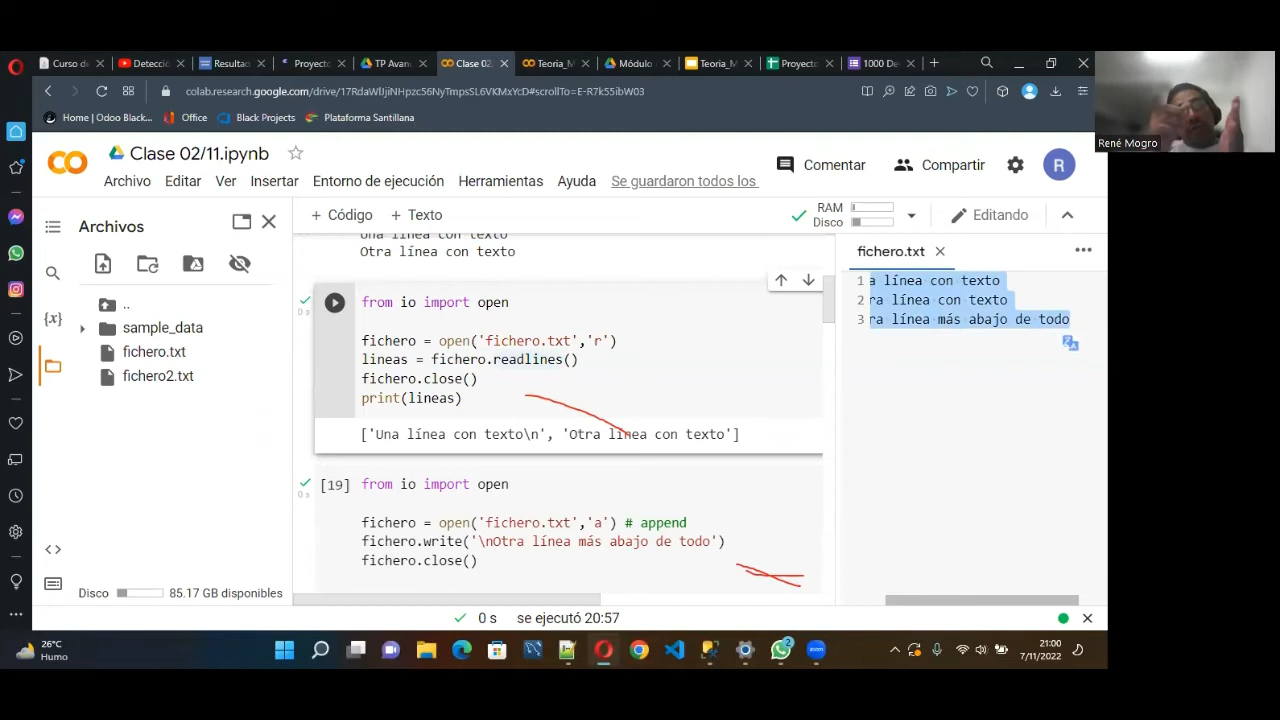 Curso de
Detecció
Resultad
Proyecto
TP Avan
Clase 02/
Teoria_M
Módulo
Teoria_M
Proyecto
1000 De
colab.research.google.com/drive/17RdaWlJjiNHpzc56NyTmpsSL6VKMxYcD#scrollTo=E-R7k55ibW03
Home | Odoo Black...
Office
Black Projects
Plataforma Santillana
René Mogro
Clase 02/11.ipynb
Comentar
Compartir
R
Archivo Editar Ver Insertar Entorno de ejecución Herramientas Ayuda Se guardaron todos los
+ Código + Texto
RAM
Disco
Editando
Archivos
..
sample_data
fichero.txt
fichero2.txt
{x}
Disco 85.17 GB disponibles
Una línea con texto
Otra línea con texto
0 s
from io import open
fichero = open('fichero.txt','r')
lineas = fichero.readlines()
fichero.close()
print(lineas)
['Una línea con texto\n', 'Otra línea con texto']
0 s
[19] from io import open
fichero = open('fichero.txt','a') # append
fichero.write('\nOtra línea más abajo de todo')
fichero.close()
fichero.txt
1 a línea con texto
2 ra línea con texto
3 ra línea más abajo de todo
0 s se ejecutó 20:57
26°C
Humo
2
zoom
21:00
7/11/2022